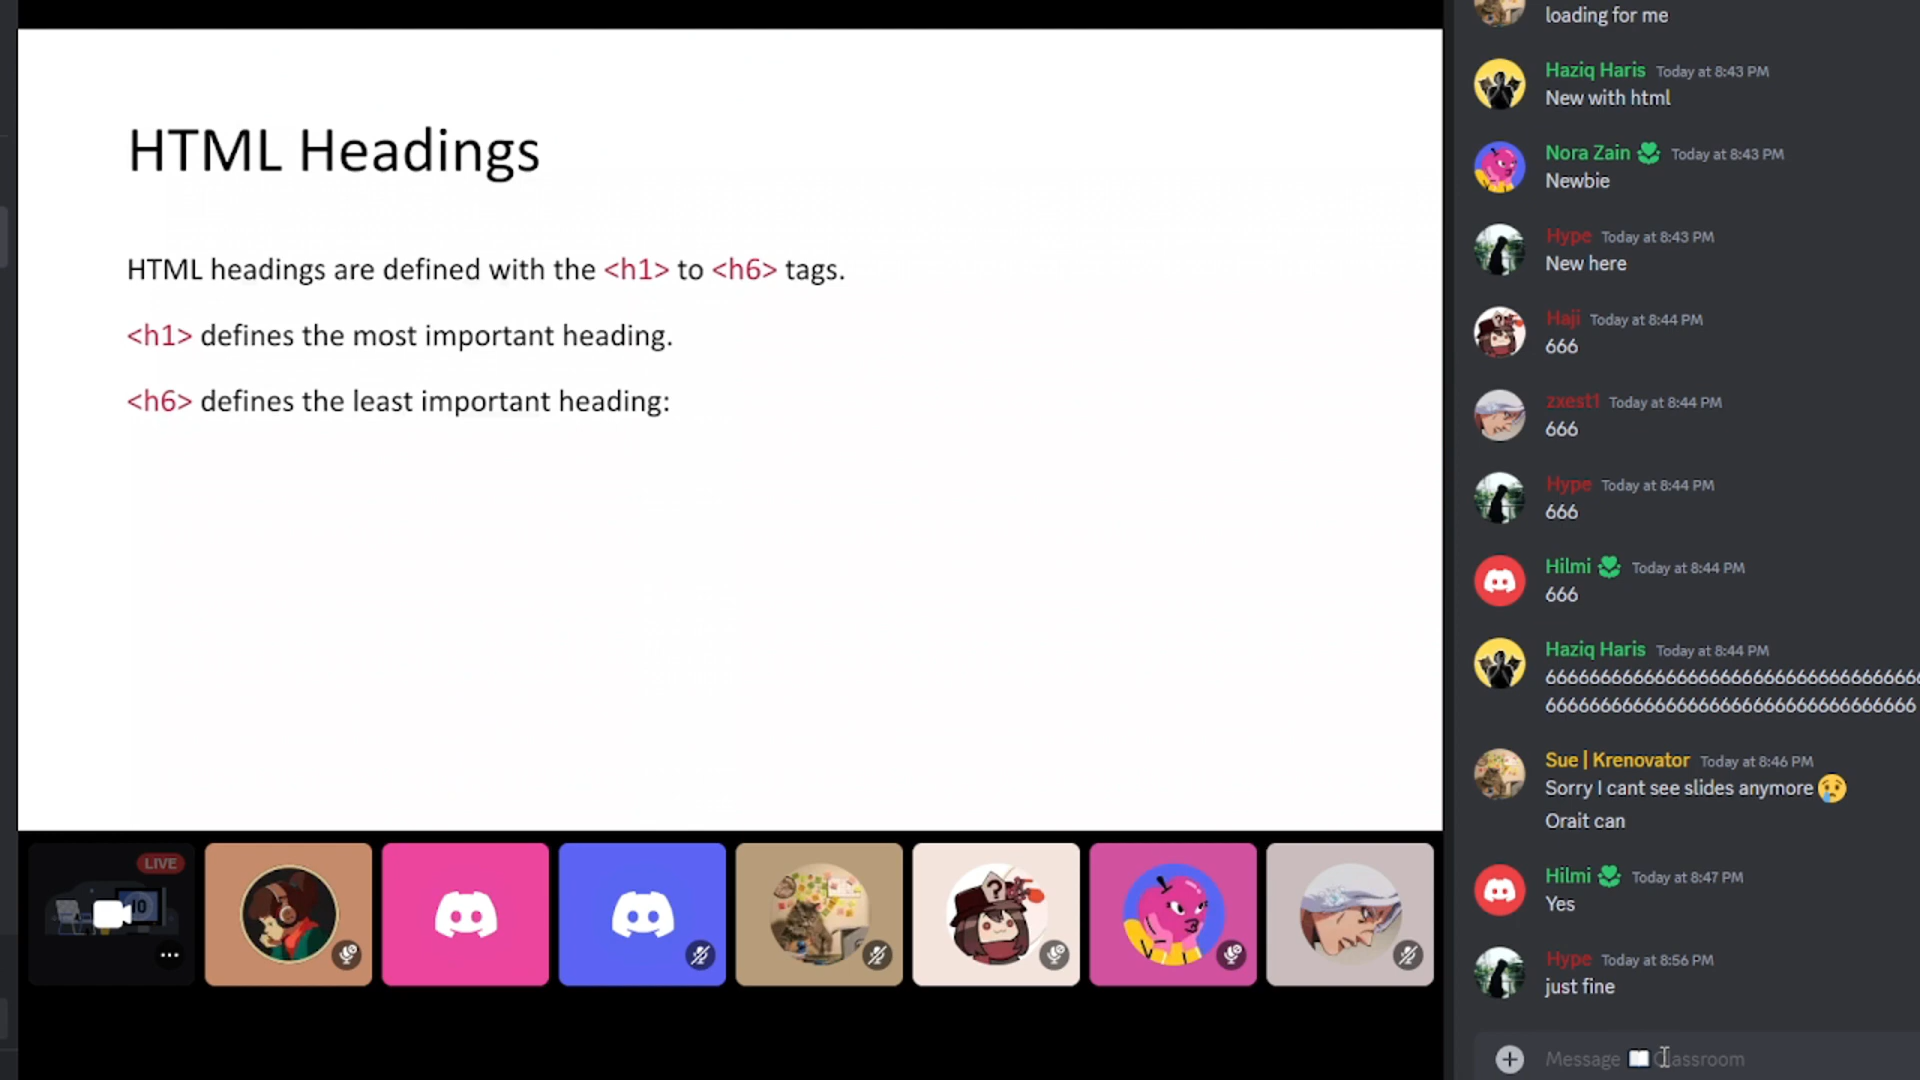 HTML Headings
HTML headings are defined with the <h1> to <h6> tags.
<h1> defines the most important heading.
<h6> defines the least important heading:
LIVE
10
loading for me
Haziq Haris Today at 8:43 PM
New with html
Nora Zain Today at 8:43 PM
Newbie
Hype Today at 8:43 PM
New here
Haji Today at 8:44 PM
666
zxest1 Today at 8:44 PM
666
Hype Today at 8:44 PM
666
Hilmi Today at 8:44 PM
666
Haziq Haris Today at 8:44 PM
Sue | Krenovator Today at 8:46 PM
Sorry I cant see slides anymore 😢
Orait can
Hilmi Today at 8:47 PM
Yes
Hype Today at 8:56 PM
just fine
Message 📖 Classroom